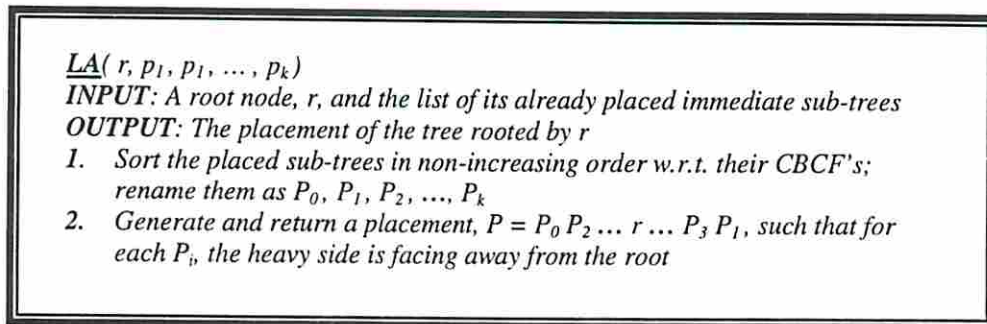 LA( r, p1, p1, ... , pk)
INPUT: A root node, r, and the list of its already placed immediate sub-trees
OUTPUT: The placement of the tree rooted by r
1. Sort the placed sub-trees in non-increasing order w.r.t. their CBCF's;
rename them as P0, P1, P2, ..., Pk
2. Generate and return a placement, P = P0 P2 ... r ... P3 P1, such that for
each Pi, the heavy side is facing away from the root